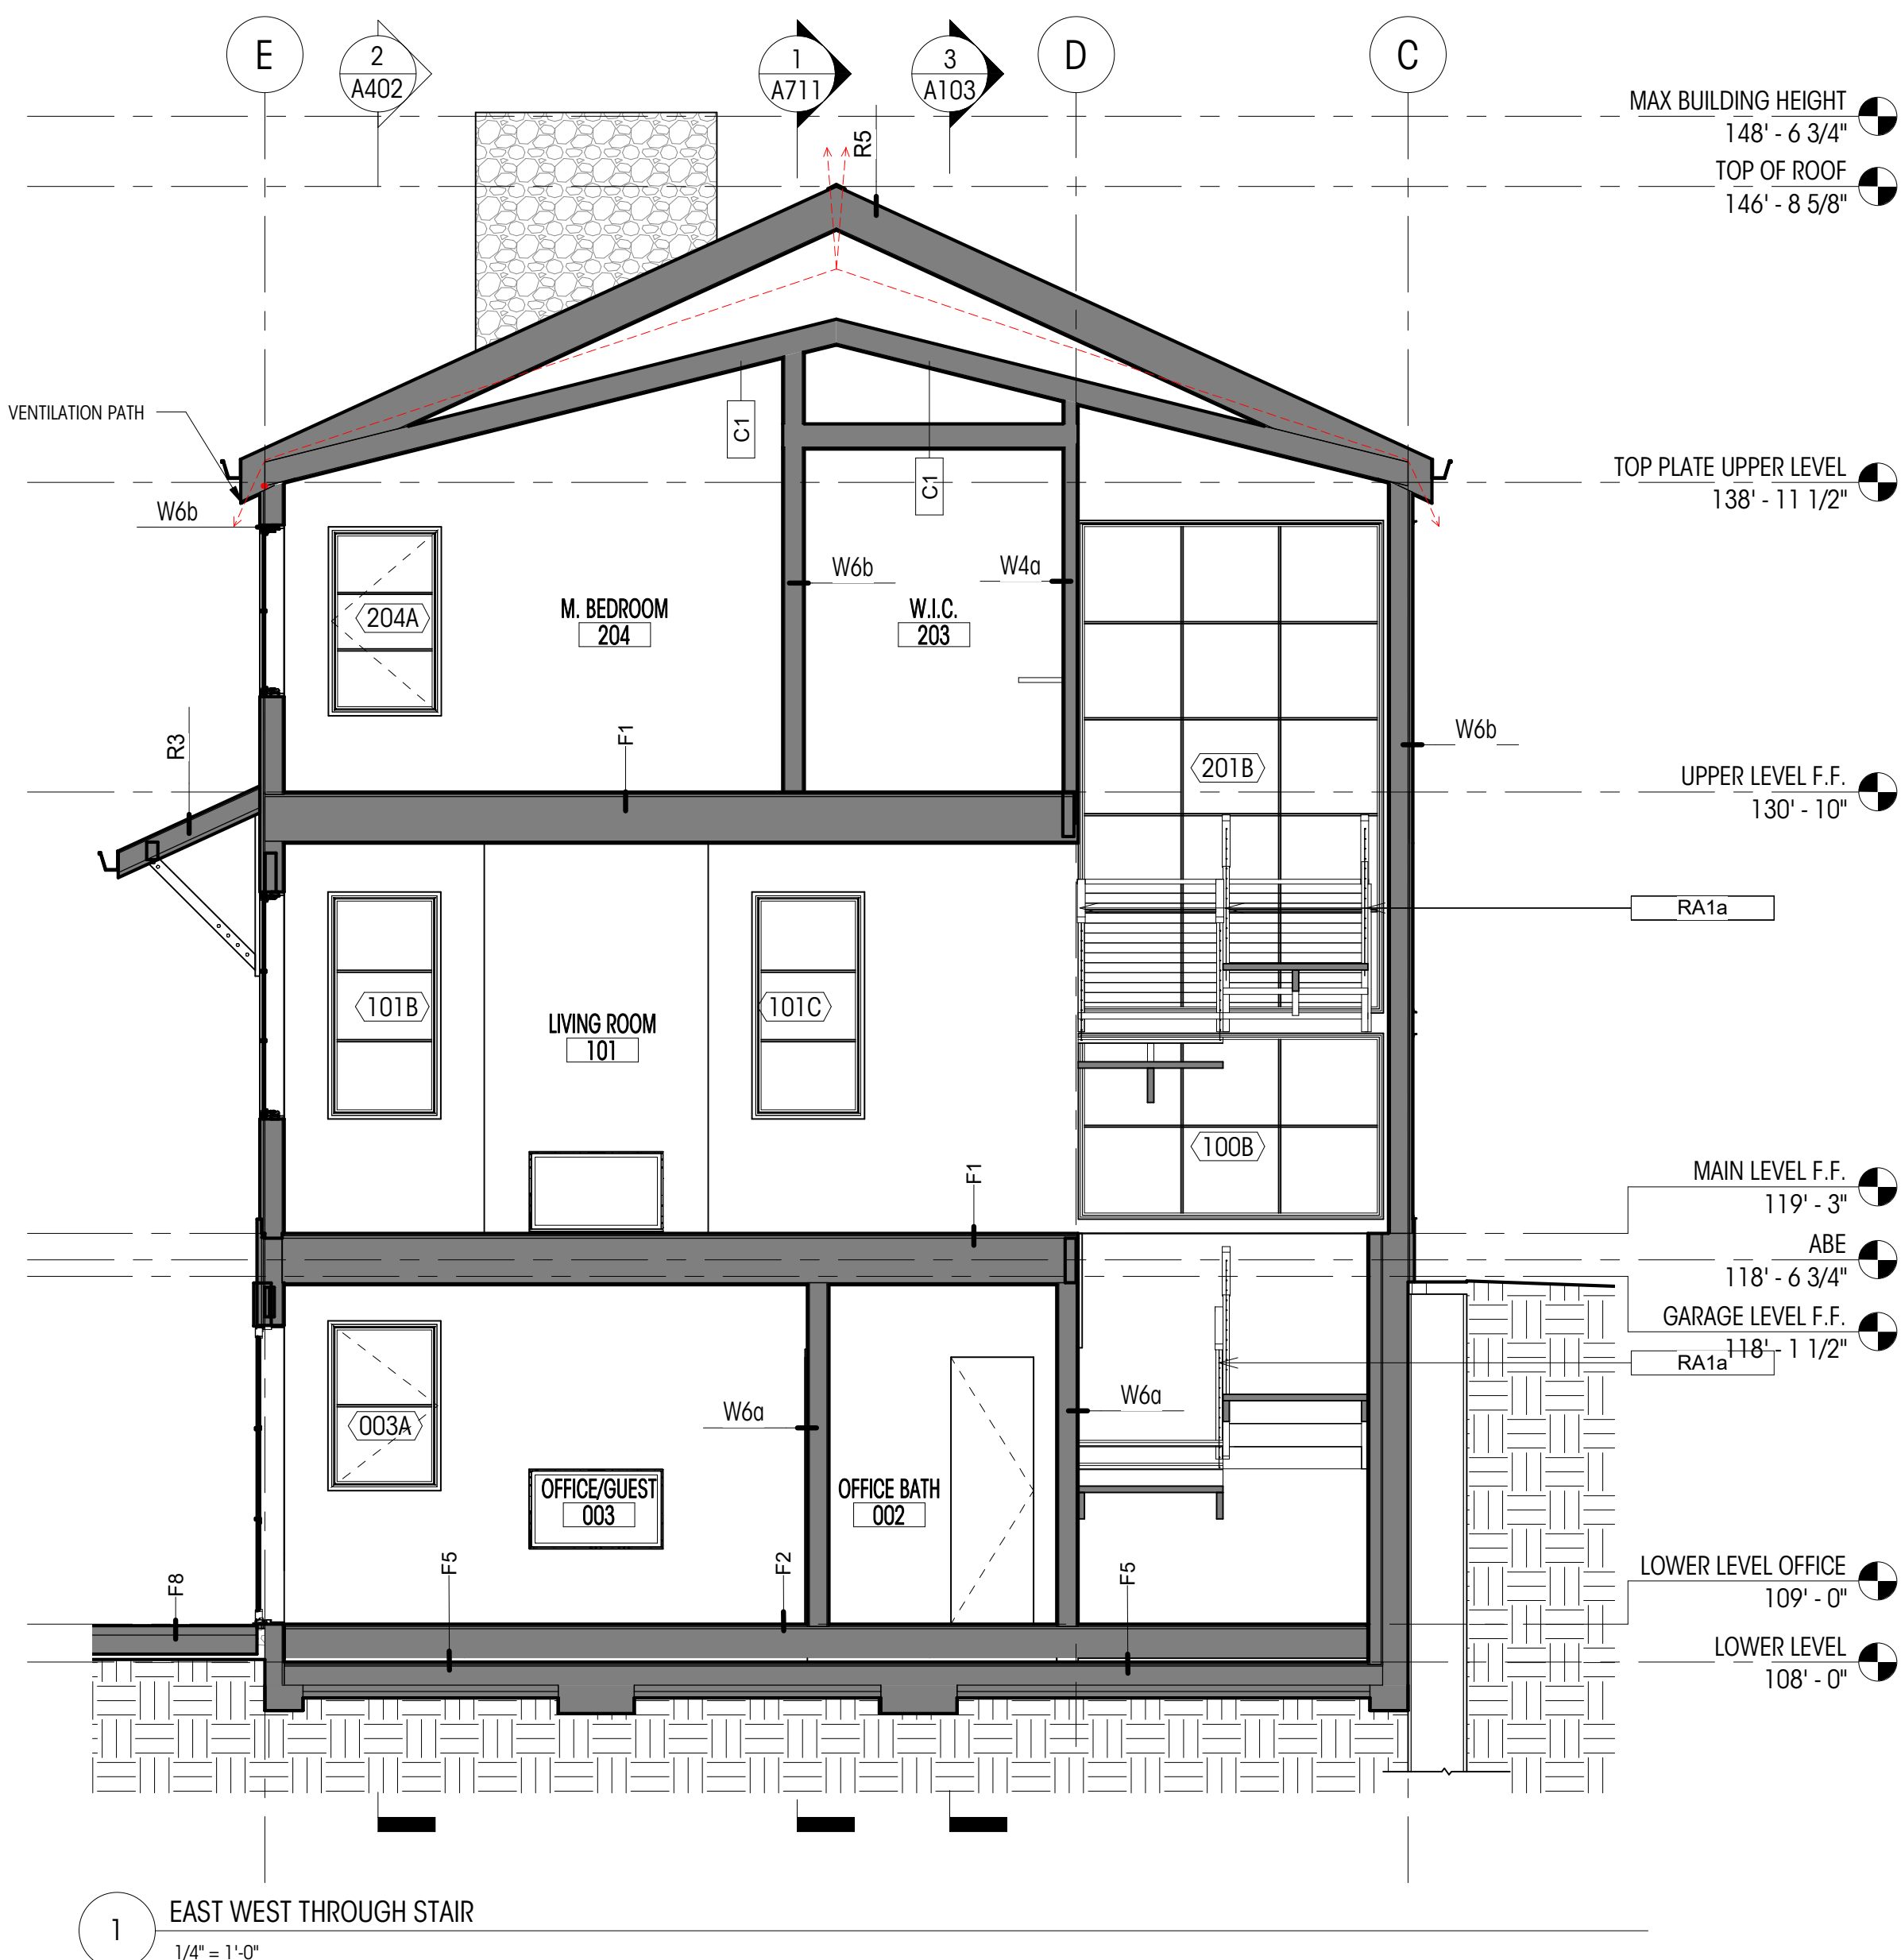 E
2
A402
1
A711
3
A103
D
C
MAX BUILDING HEIGHT
148' - 6 3/4"
R5
TOP OF ROOF
146' - 8 5/8"
VENTILATION PATH
C1
C1
TOP PLATE UPPER LEVEL
138' - 11 1/2"
W6b
W6b
W4a
204A
M. BEDROOM
204
W.I.C.
203
R3
F1
W6b
201B
UPPER LEVEL F.F.
130' - 10"
RA1a
101B
LIVING ROOM
101
101C
100B
F1
MAIN LEVEL F.F.
119' - 3"
ABE
118' - 6 3/4"
GARAGE LEVEL F.F.
118' - 1 1/2"
RA1a
W6a
W6a
003A
OFFICE/GUEST
003
OFFICE BATH
002
F8
F5
F2
F5
LOWER LEVEL OFFICE
109' - 0"
LOWER LEVEL
108' - 0"
1
EAST WEST THROUGH STAIR
1/4" = 1'-0"